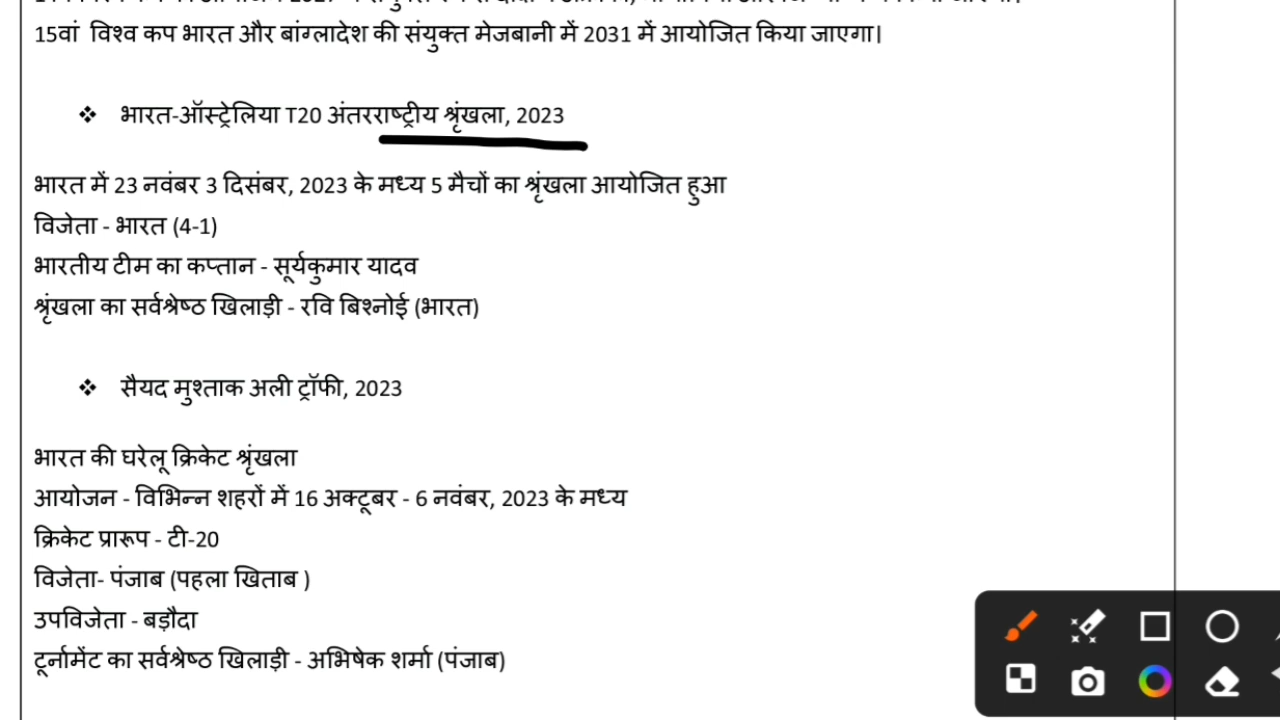 15वां विश्व कप भारत और बांग्लादेश की संयुक्त मेजबानी में 2031 में आयोजित किया जाएगा।
❖ भारत-ऑस्ट्रेलिया T20 अंतरराष्ट्रीय श्रृंखला, 2023
भारत में 23 नवंबर 3 दिसंबर, 2023 के मध्य 5 मैचों का श्रृंखला आयोजित हुआ
विजेता - भारत (4-1)
भारतीय टीम का कप्तान - सूर्यकुमार यादव
श्रृंखला का सर्वश्रेष्ठ खिलाड़ी - रवि बिश्नोई (भारत)
❖ सैयद मुश्ताक अली ट्रॉफी, 2023
भारत की घरेलू क्रिकेट श्रृंखला
आयोजन - विभिन्न शहरों में 16 अक्टूबर - 6 नवंबर, 2023 के मध्य
क्रिकेट प्रारूप - टी-20
विजेता- पंजाब (पहला खिताब )
उपविजेता - बड़ौदा
टूर्नामेंट का सर्वश्रेष्ठ खिलाड़ी - अभिषेक शर्मा (पंजाब)